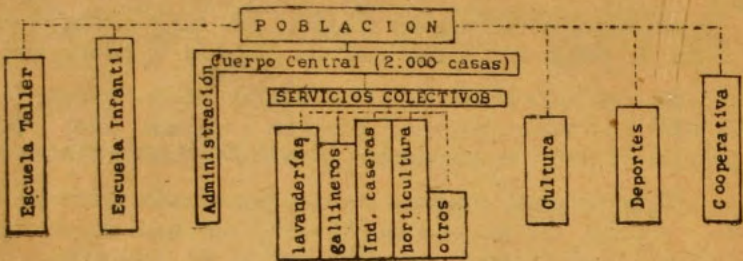 POBLACION
Cuerpo Central (2.000 casas)
SERVICIOS COLECTIVOS
Escuela Taller
Escuela Infantil
Administración
lavanderías
gallineros
Ind. caseras
horticultura
otros
Cultura
Deportes
Cooperativa